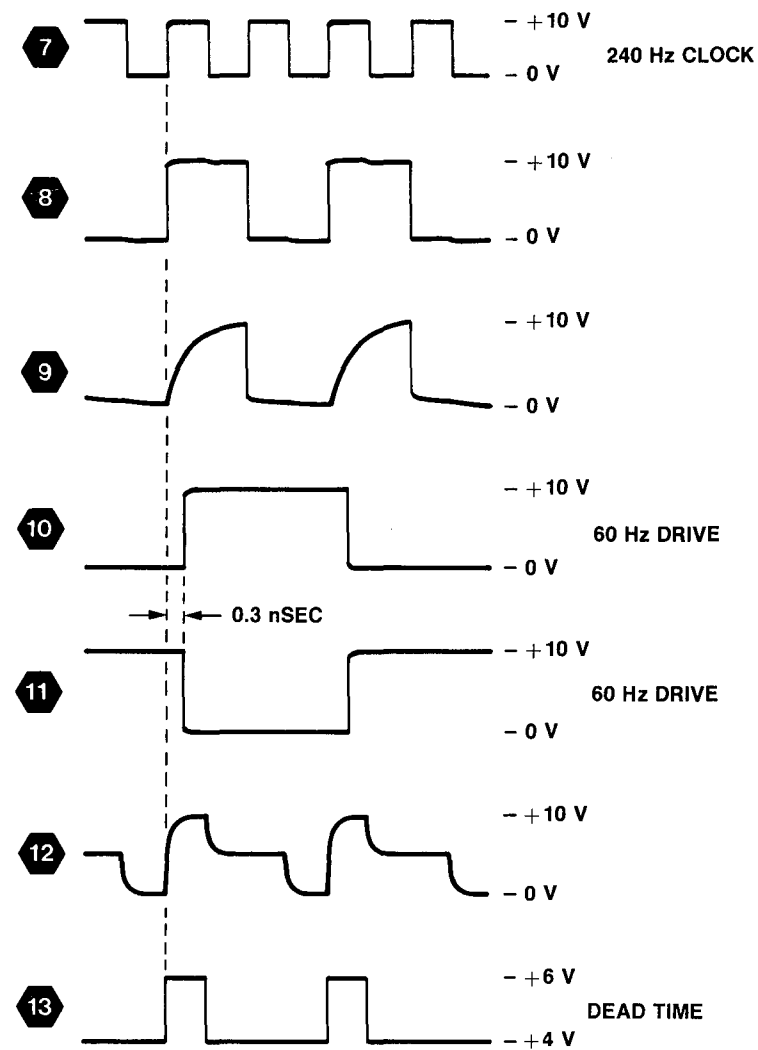 7
– +10 V
240 Hz CLOCK
– 0 V
8
– +10 V
– 0 V
9
– +10 V
– 0 V
10
– +10 V
60 Hz DRIVE
– 0 V
0.3 nSEC
11
– +10 V
60 Hz DRIVE
– 0 V
12
– +10 V
– 0 V
13
– +6 V
DEAD TIME
– +4 V